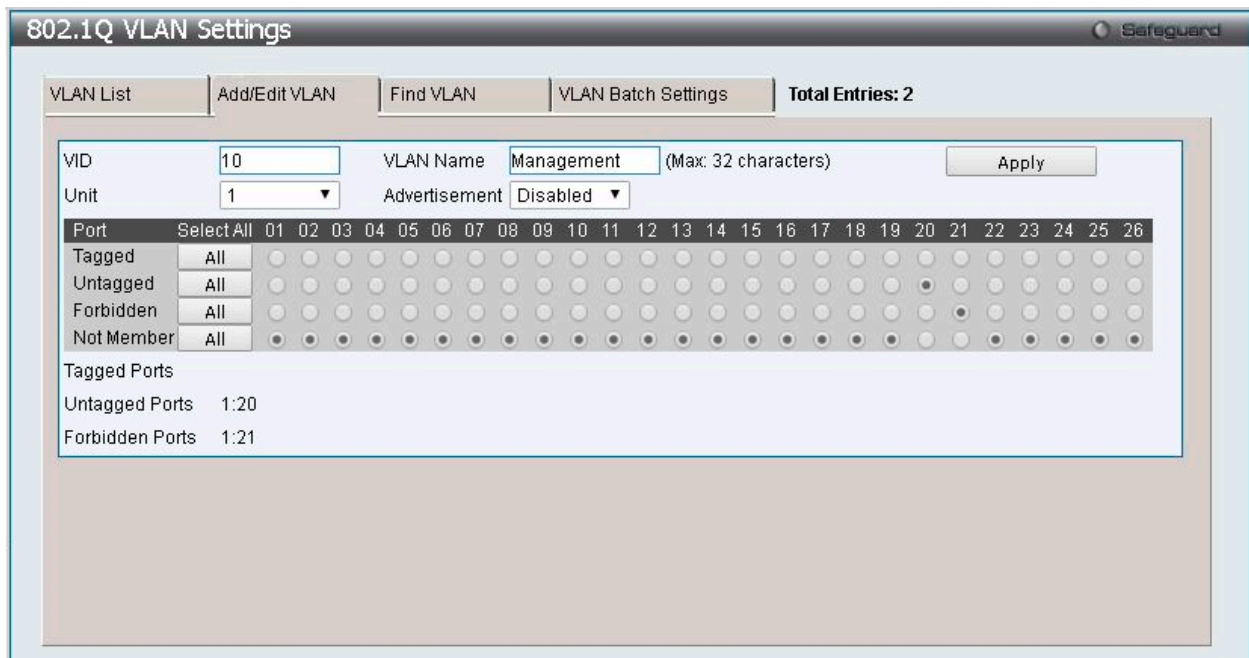 802.1Q VLAN Settings Safeguard
VLAN List Add/Edit VLAN Find VLAN VLAN Batch Settings Total Entries: 2
VID 10 VLAN Name Management (Max: 32 characters) Apply
Unit 1 Advertisement Disabled
Port Select All 01 02 03 04 05 06 07 08 09 10 11 12 13 14 15 16 17 18 19 20 21 22 23 24 25 26
Tagged All
Untagged All
Forbidden All
Not Member All
Tagged Ports
Untagged Ports 1:20
Forbidden Ports 1:21